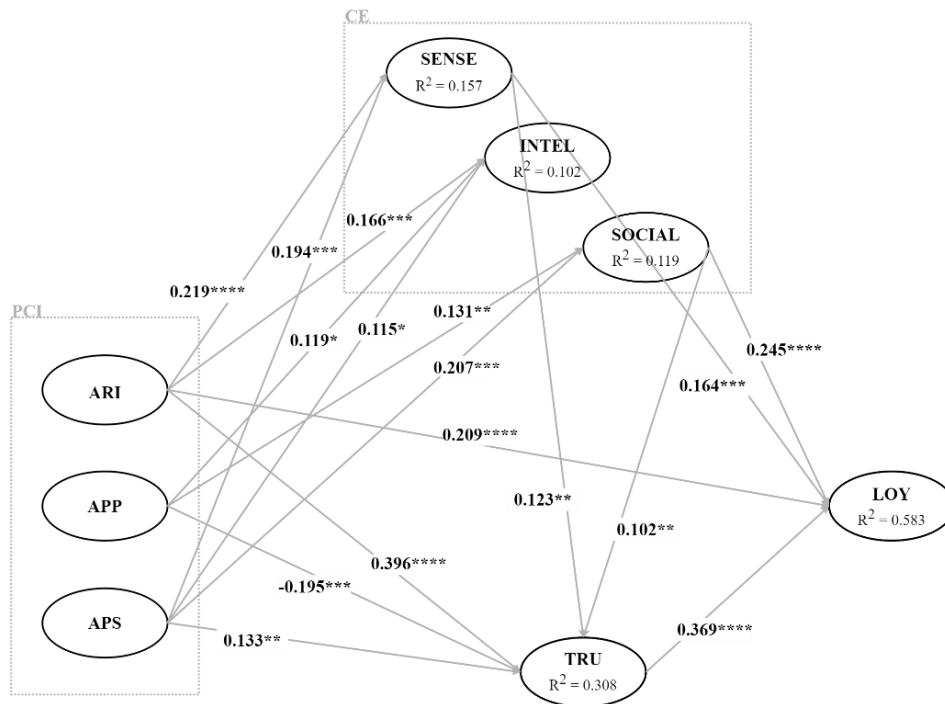 CE
SENSE
R² = 0.157
INTEL
R² = 0.102
0.166***
SOCIAL
R² = 0.119
0.194***
0.219****
PCI
0.131**
0.119*
0.115*
0.207***
0.245****
0.164***
ARI
0.209****
APP
LOY
R² = 0.583
0.123**
0.102**
0.396****
-0.195***
APS
0.133**
0.369****
TRU
R² = 0.308